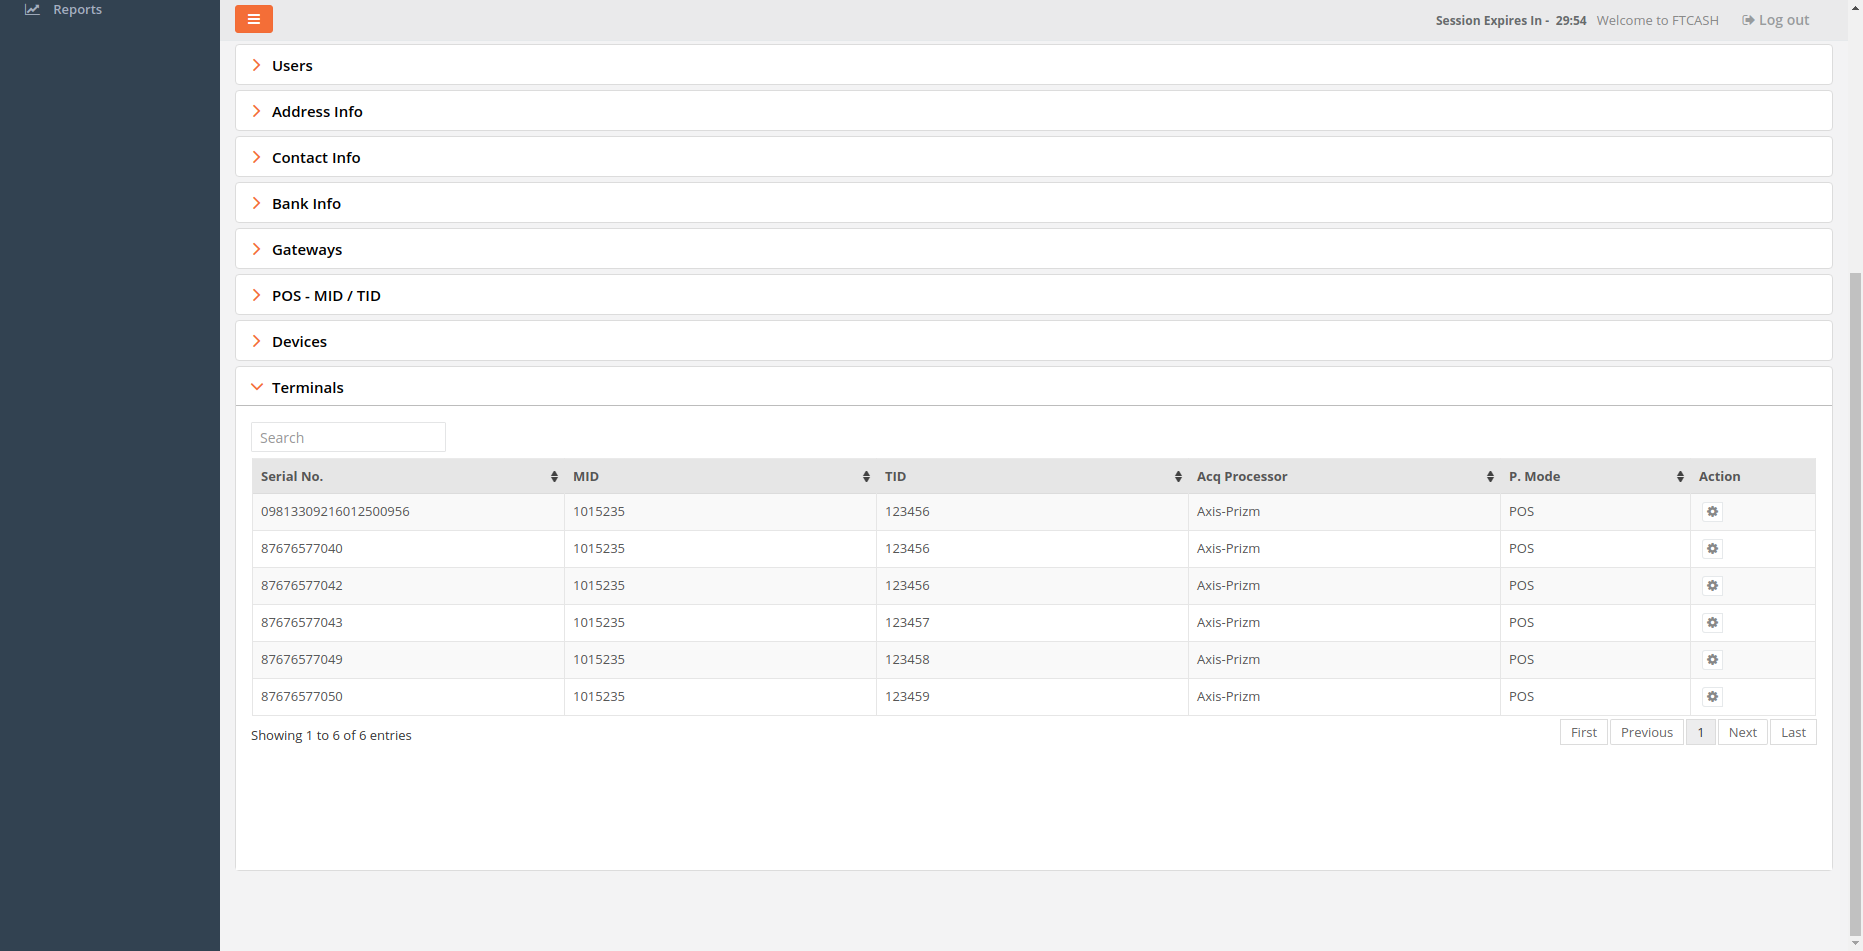 Reports
Session Expires In - 29:54 Welcome to FTCASH Log out
Users
Address Info
Contact Info
Bank Info
Gateways
POS - MID / TID
Devices
Terminals
Search
Serial No. MID TID Acq Processor P. Mode Action
09813309216012500956 1015235 123456 Axis-Prizm POS
87676577040 1015235 123456 Axis-Prizm POS
87676577042 1015235 123456 Axis-Prizm POS
87676577043 1015235 123457 Axis-Prizm POS
87676577049 1015235 123458 Axis-Prizm POS
87676577050 1015235 123459 Axis-Prizm POS
Showing 1 to 6 of 6 entries First Previous 1 Next Last